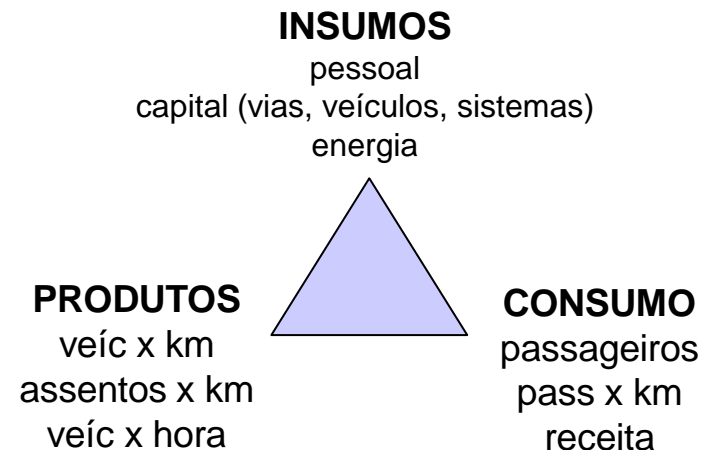 INSUMOS
pessoal
capital (vias, veículos, sistemas)
energia
PRODUTOS
veíc x km
assentos x km
veíc x hora
CONSUMO
passageiros
pass x km
receita